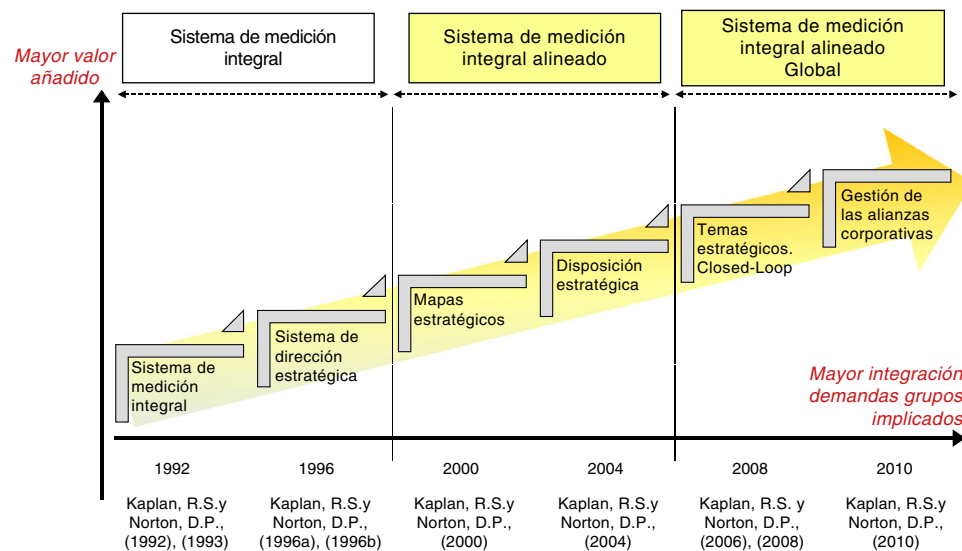 Sistema de medición
integral
Sistema de medición
integral alineado
Sistema de medición
integral alineado
Global
Mayor valor
añadido
Sistema de
medición
integral
Sistema de
dirección
estratégica
Mapas
estratégicos
Disposición
estratégica
Temas
estratégicos.
Closed-Loop
Gestión de
las alianzas
corporativas
Mayor integración
demandas grupos
implicados
1992
1996
2000
2004
2008
2010
Kaplan, R.S.y
Norton, D.P.,
(1992), (1993)
Kaplan, R.S.y
Norton, D.P.,
(1996a), (1996b)
Kaplan, R.S.y
Norton, D.P.,
(2000)
Kaplan, R.S.y
Norton, D.P.,
(2004)
Kaplan, R.S. y
Norton, D.P.,
(2006), (2008)
Kaplan, R.S.y
Norton, D.P.,
(2010)